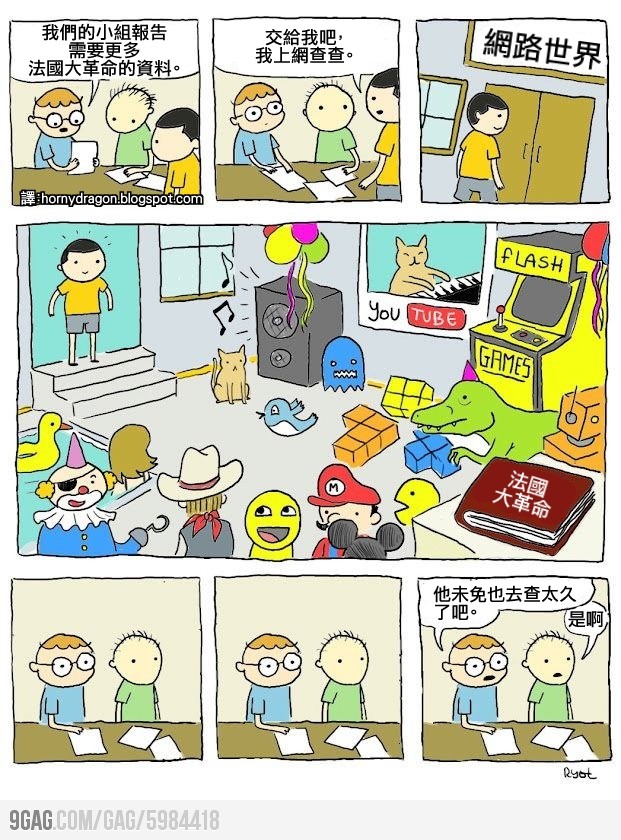 我們的小組報告
需要更多
法國大革命的資料。
譯:hornydragon.blogspot.com
交給我吧，
我上網查查。
網路世界
YOU TUBE
FLASH
GAMES
M
法國
大革命
他未免也去查太久
了吧。
是啊
Ryot
9GAG.COM/GAG/5984418